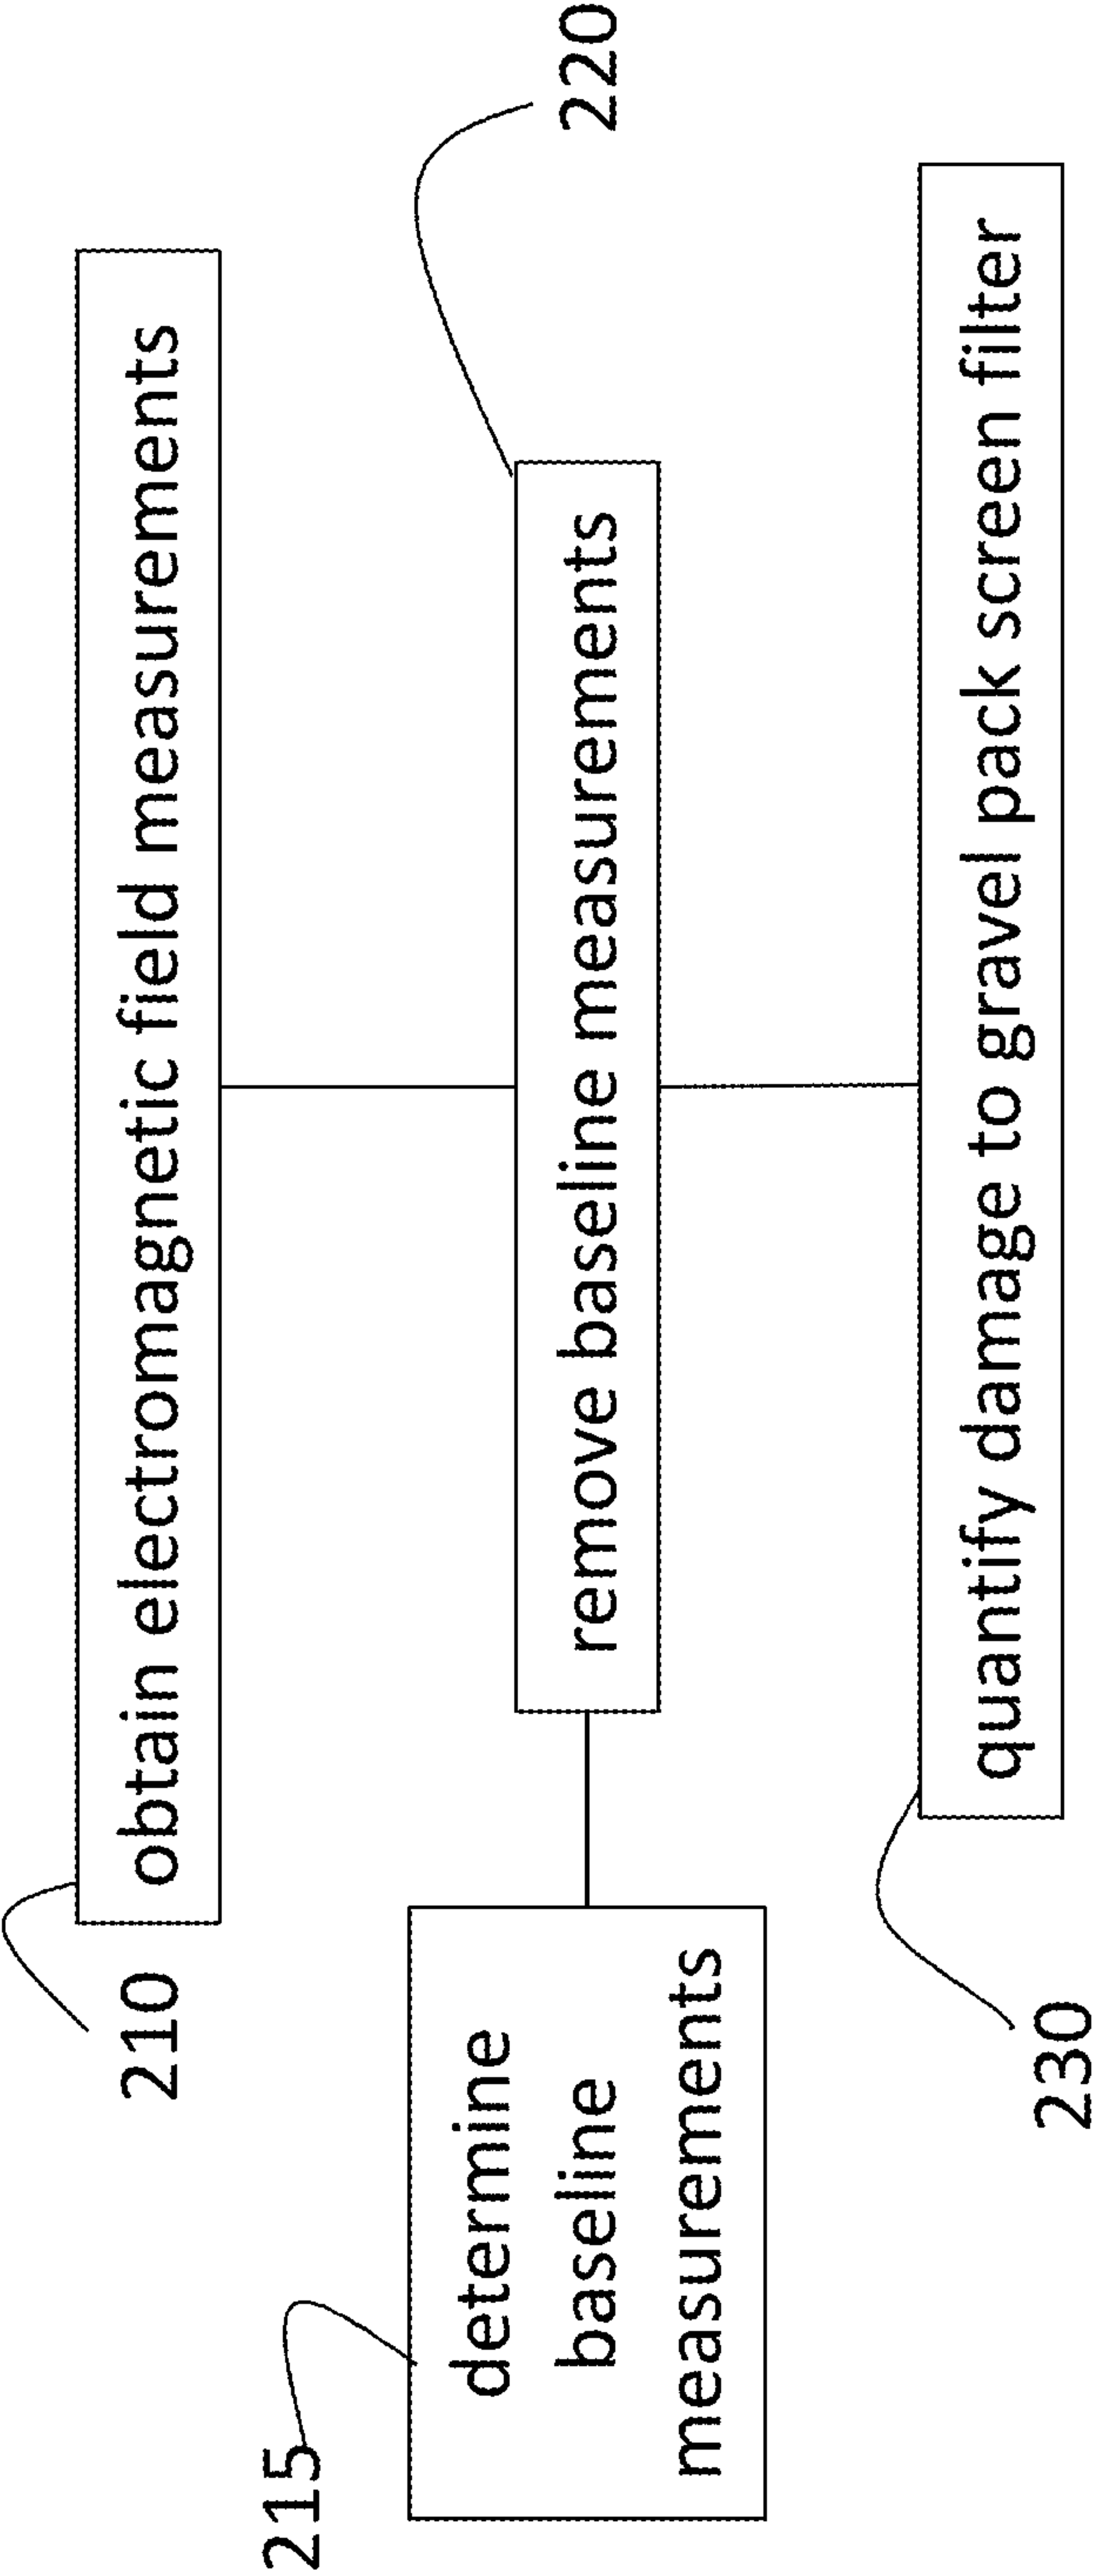 210
obtain electromagnetic field measurements
215
determine
baseline
measurements
remove baseline measurements
220
230
quantify damage to gravel pack screen filter